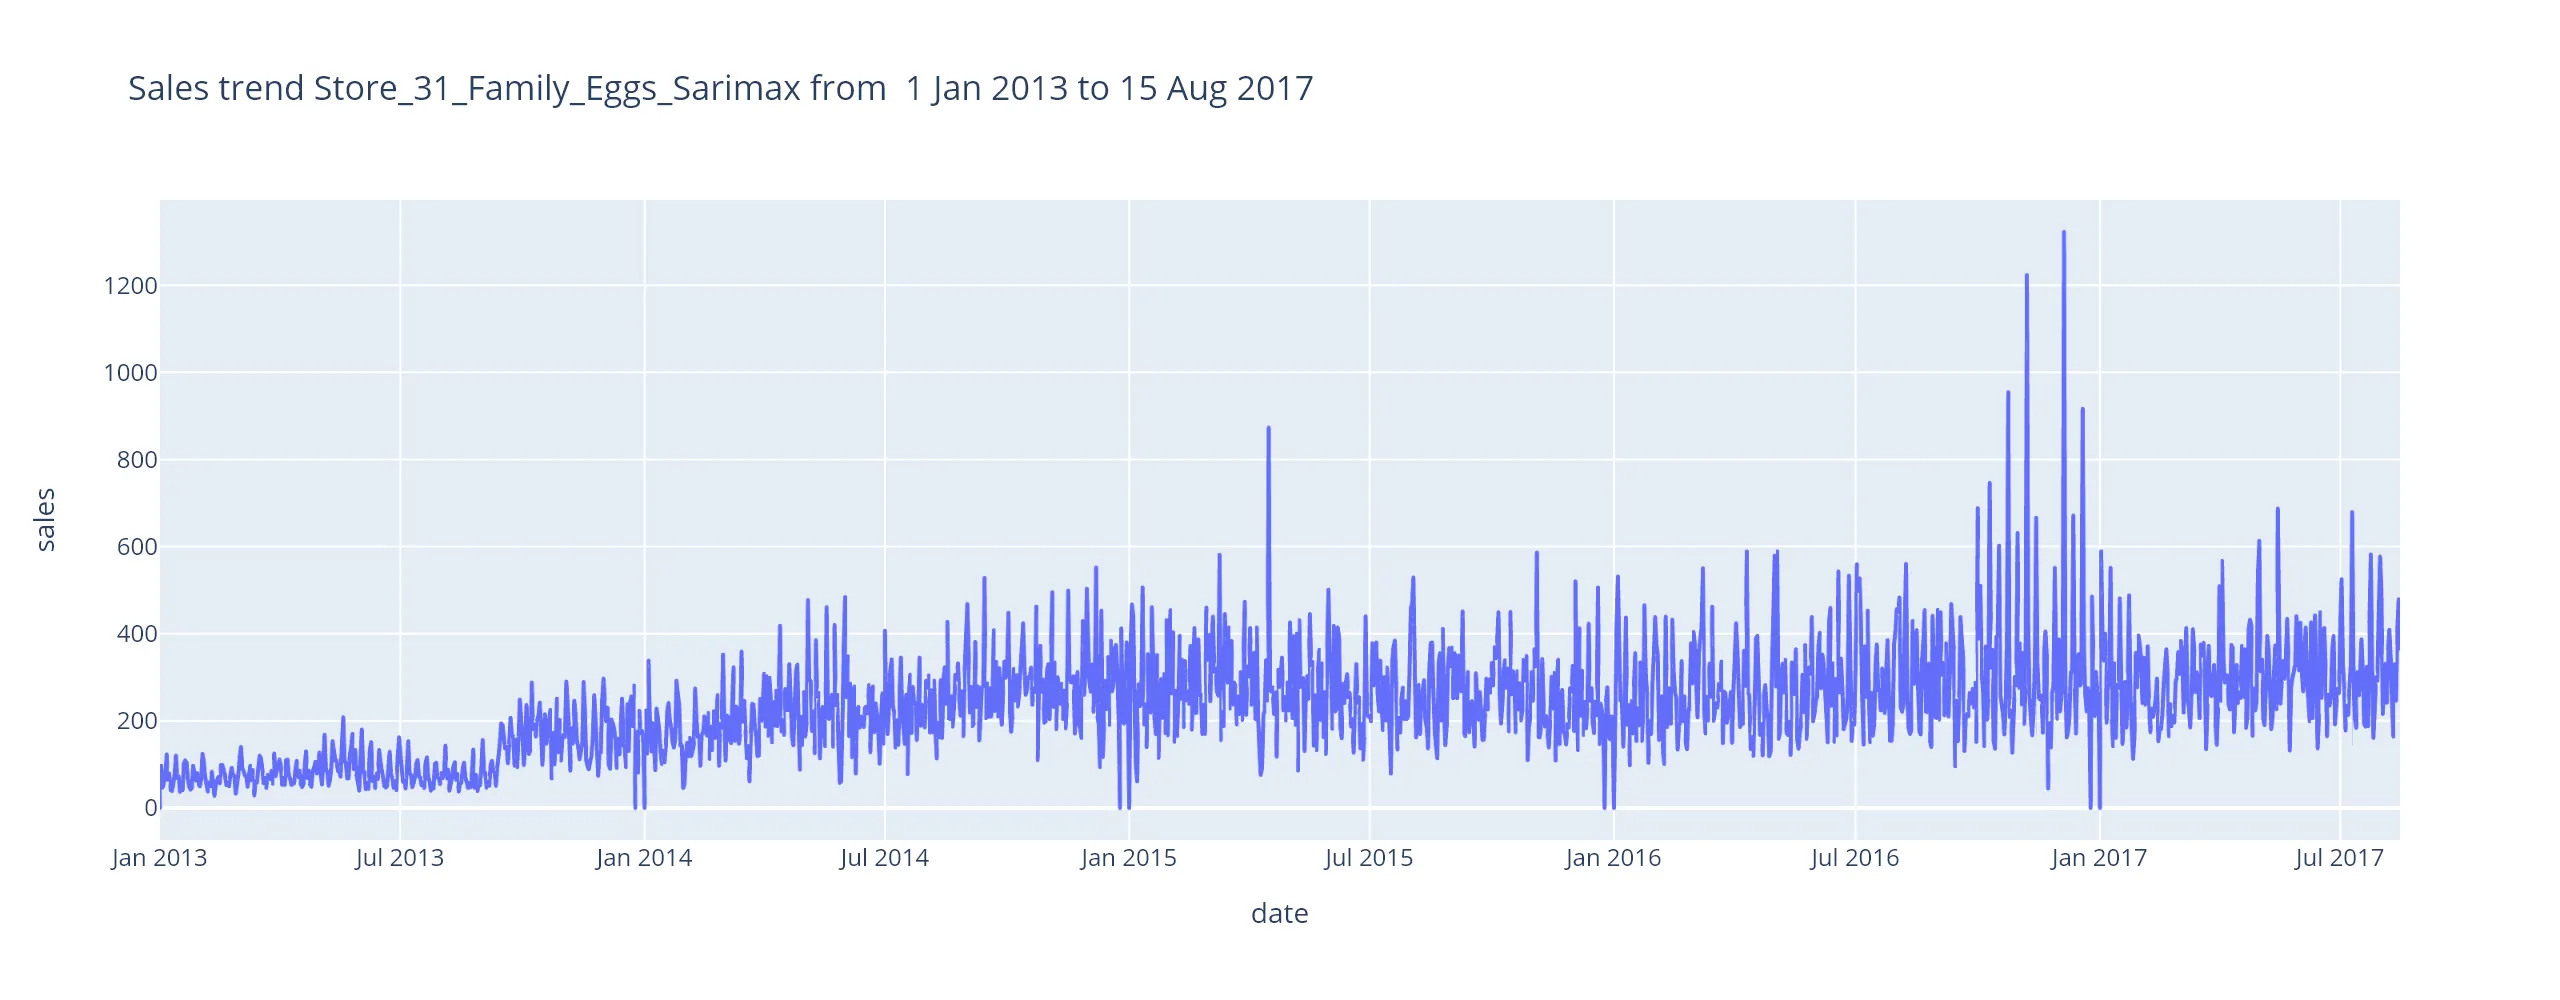 Sales trend Store_31_Family_Eggs_Sarimax from  1 Jan 2013 to 15 Aug 2017
1200
1000
800
600
400
200
0
sales
Jan 2013
Jul 2013
Jan 2014
Jul 2014
Jan 2015
Jul 2015
Jan 2016
Jul 2016
Jan 2017
Jul 2017
date